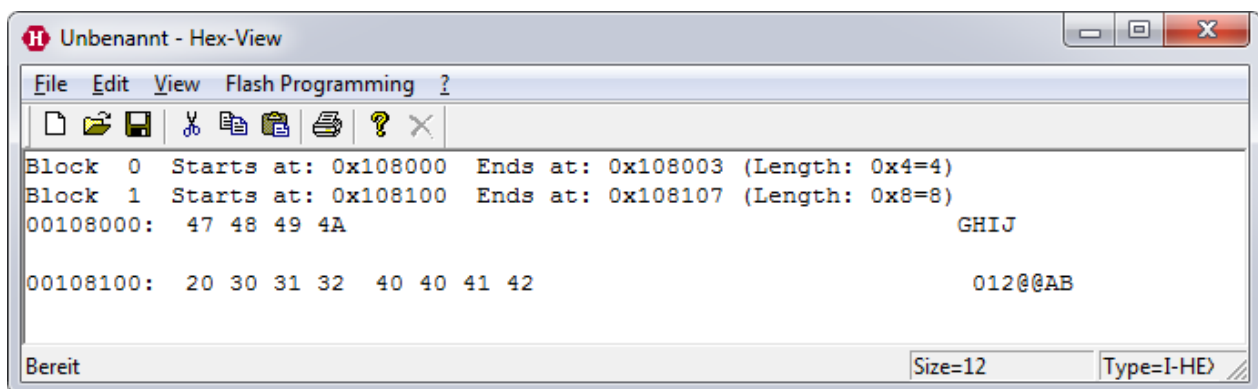 Unbenannt - Hex-View
File Edit View Flash Programming ?
Block 0 Starts at: 0x108000 Ends at: 0x108003 (Length: 0x4=4)
Block 1 Starts at: 0x108100 Ends at: 0x108107 (Length: 0x8=8)
00108000: 47 48 49 4A GHIJ
00108100: 20 30 31 32 40 40 41 42 012@@AB
Bereit Size=12 Type=I-HEX